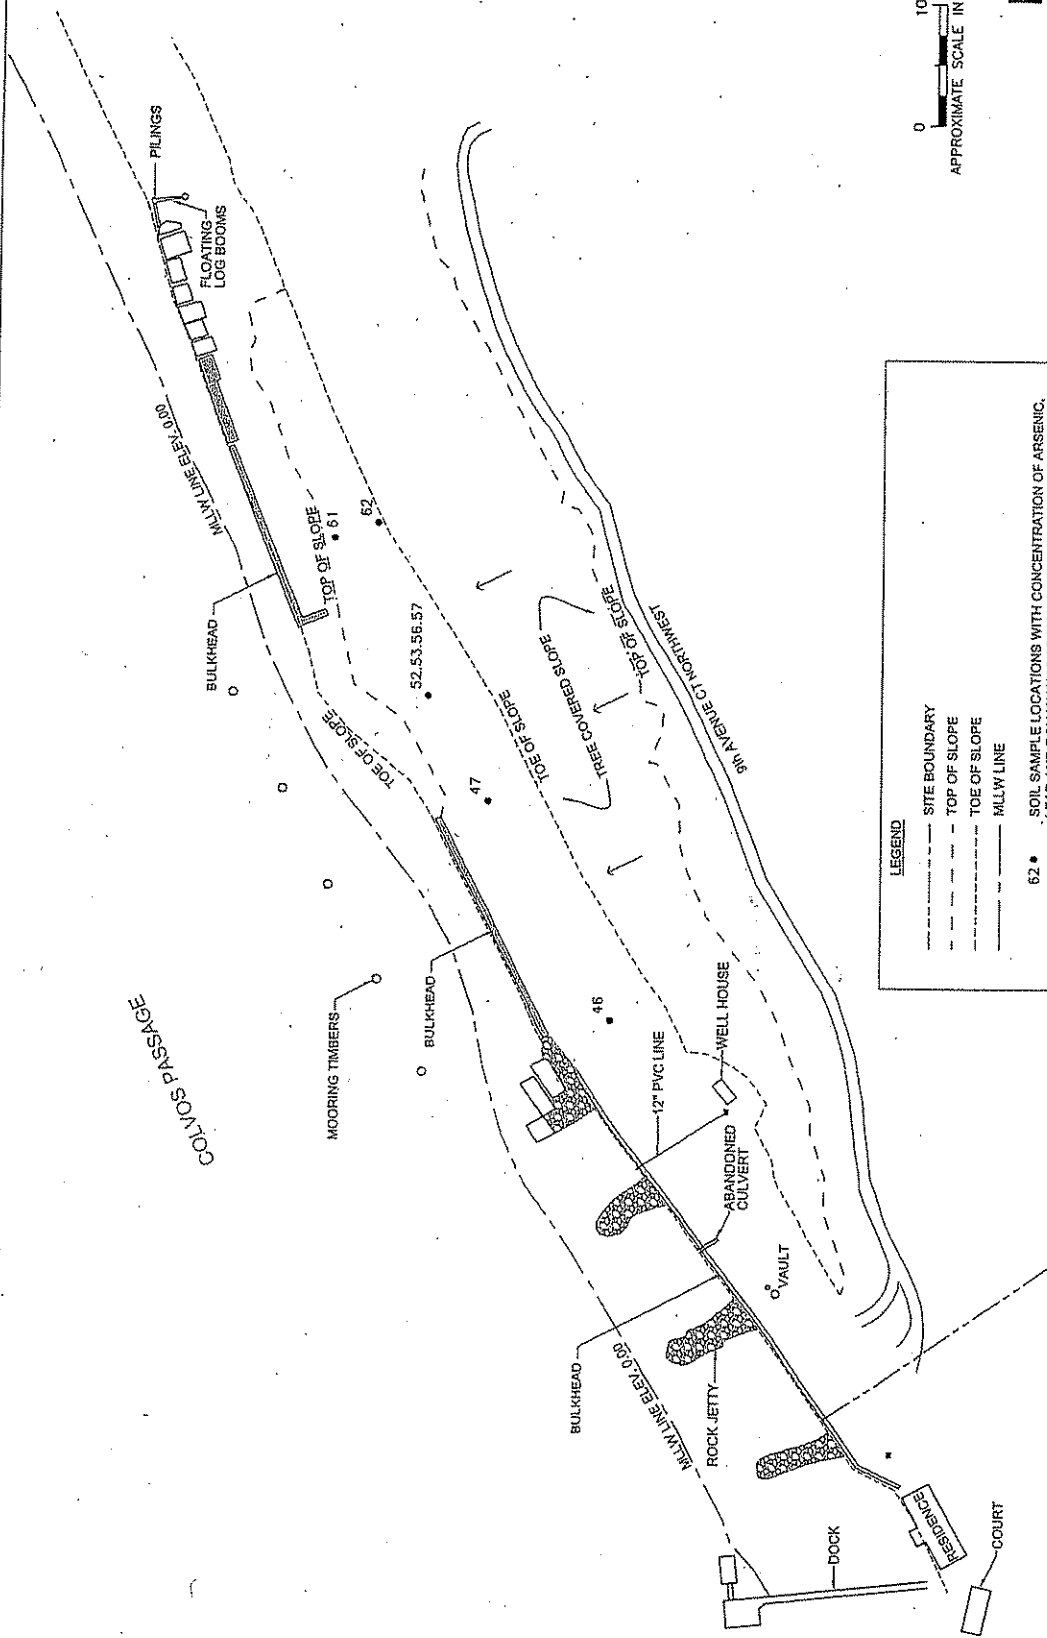 COLVOS PASSAGE
PILINGS
FLOATING
LOG BOOMS
MLLW LINE ELEV. 0.00
BULKHEAD
TOP OF SLOPE
61
62
TOE OF SLOPE
52.53.56.57
47
TOE OF SLOPE
TREE COVERED SLOPE
TOP OF SLOPE
9th AVENUE CT NORTHWEST
MOORING TIMBERS
BULKHEAD
46
12" PVC LINE
WELL HOUSE
ABANDONED
CULVERT
VAULT
BULKHEAD
MLLW LINE ELEV. 0.00
ROCK JETTY
DOCK
RESIDENCE
COURT
0
10
APPROXIMATE SCALE IN
LEGEND
SITE BOUNDARY
TOP OF SLOPE
TOE OF SLOPE
MLLW LINE
62 SOIL SAMPLE LOCATIONS WITH CONCENTRATION OF ARSENIC,